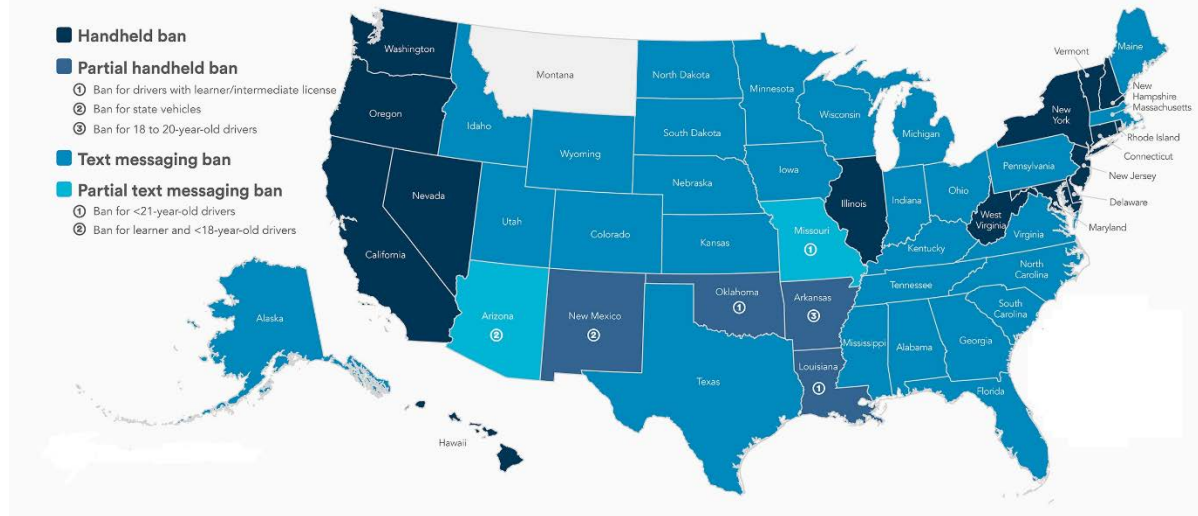 Handheld ban
Partial handheld ban
① Ban for drivers with learner/intermediate license
② Ban for state vehicles
③ Ban for 18 to 20-year-old drivers
Text messaging ban
Partial text messaging ban
① Ban for <21-year-old drivers
② Ban for learner and <18-year-old drivers
Washington
Oregon
California
Nevada
Idaho
Montana
Wyoming
Utah
Colorado
Arizona
②
New Mexico
②
North Dakota
South Dakota
Nebraska
Kansas
Oklahoma
①
Texas
Minnesota
Iowa
Missouri
①
Arkansas
③
Louisiana
①
Wisconsin
Illinois
Michigan
Indiana
Ohio
Kentucky
Tennessee
Mississippi
Alabama
Georgia
Florida
South
Carolina
North
Carolina
Virginia
West
Virginia
Pennsylvania
New
York
Vermont
Maine
New
Hampshire
Massachusetts
Rhode Island
Connecticut
New Jersey
Delaware
Maryland
Alaska
Hawaii